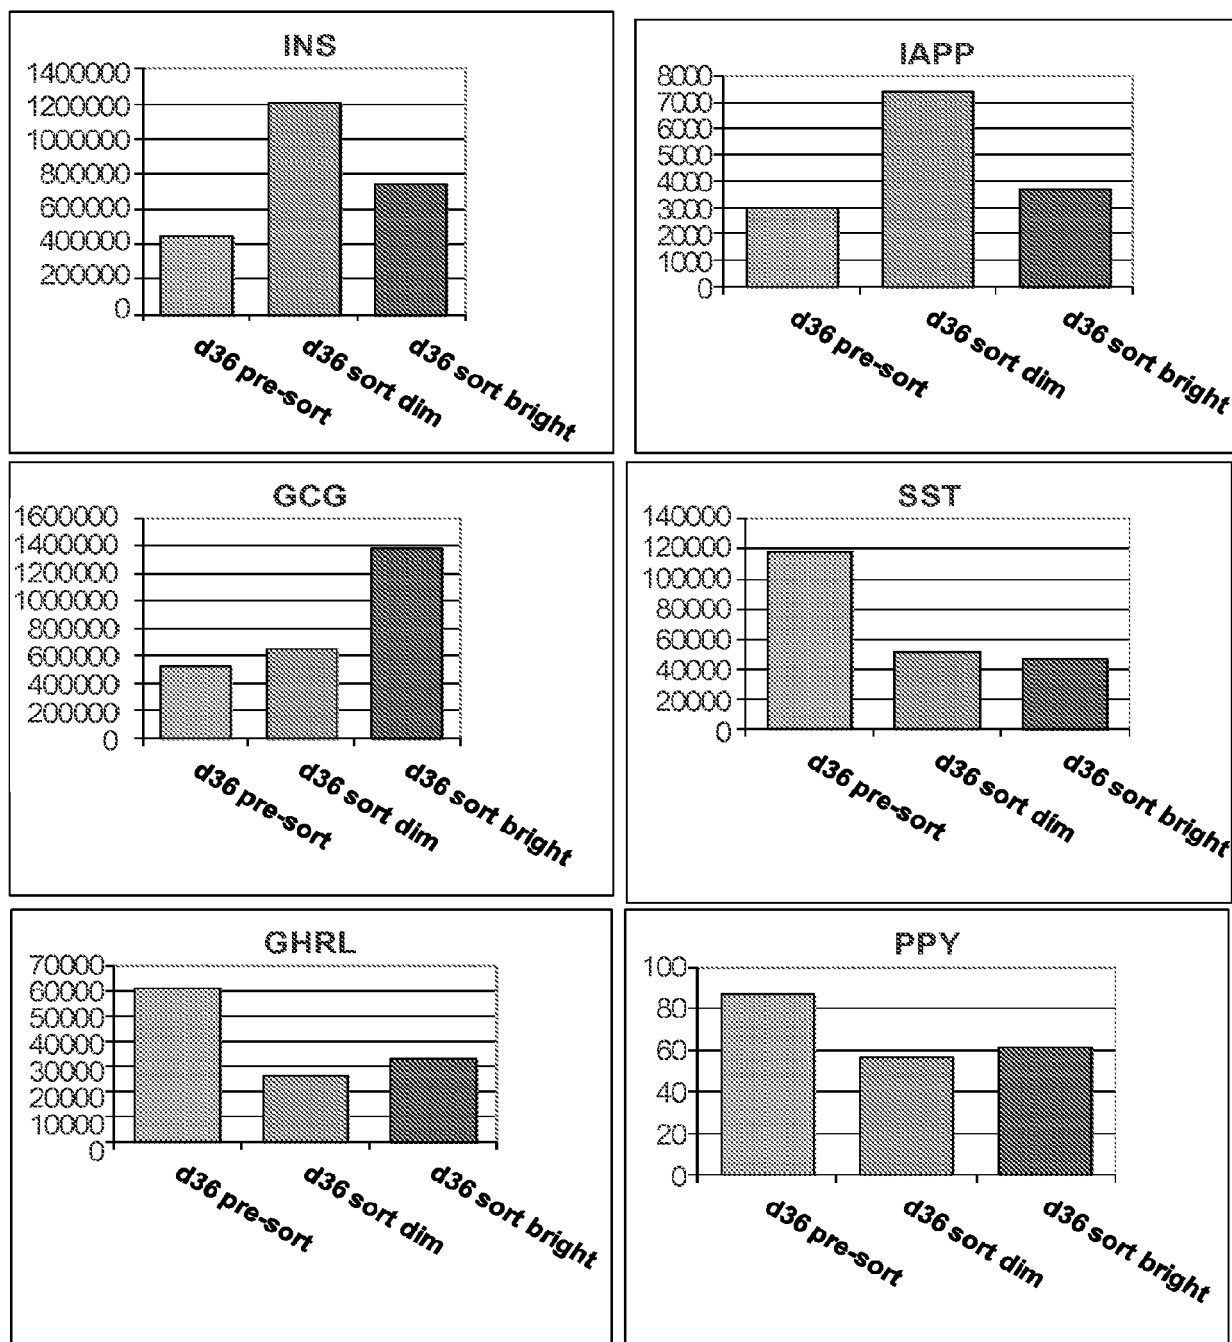 INS
1400000
1200000
1000000
800000
600000
400000
200000
0
d36 pre-sort
d36 sort dim
d36 sort bright
IAPP
8000
7000
6000
5000
4000
3000
2000
1000
0
d36 pre-sort
d36 sort dim
d36 sort bright
GCG
1600000
1400000
1200000
1000000
800000
600000
400000
200000
0
d36 pre-sort
d36 sort dim
d36 sort bright
SST
140000
120000
100000
80000
60000
40000
20000
0
d36 pre-sort
d36 sort dim
d36 sort bright
GHRL
70000
60000
50000
40000
30000
20000
10000
0
d36 pre-sort
d36 sort dim
d36 sort bright
PPY
100
80
60
40
20
0
d36 pre-sort
d36 sort dim
d36 sort bright